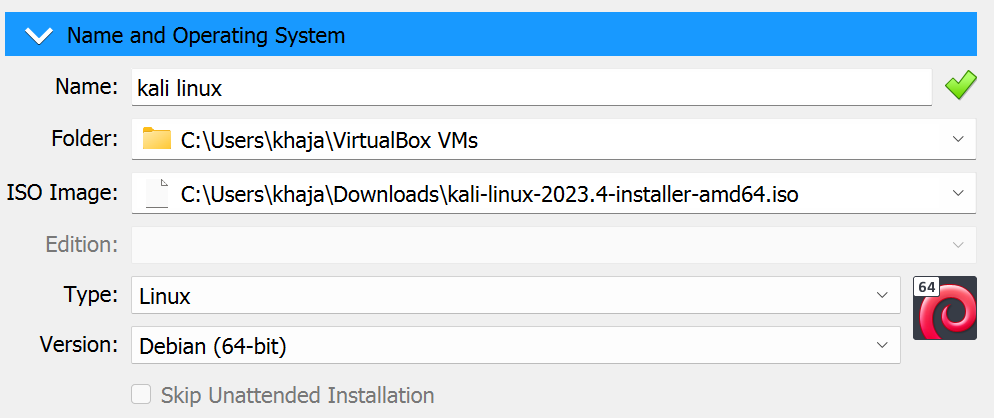 Name and Operating System
Name: kali linux
Folder: C:\Users\khaja\VirtualBox VMs
ISO Image: C:\Users\khaja\Downloads\kali-linux-2023.4-installer-amd64.iso
Edition:
Type: Linux
64
Version: Debian (64-bit)
Skip Unattended Installation